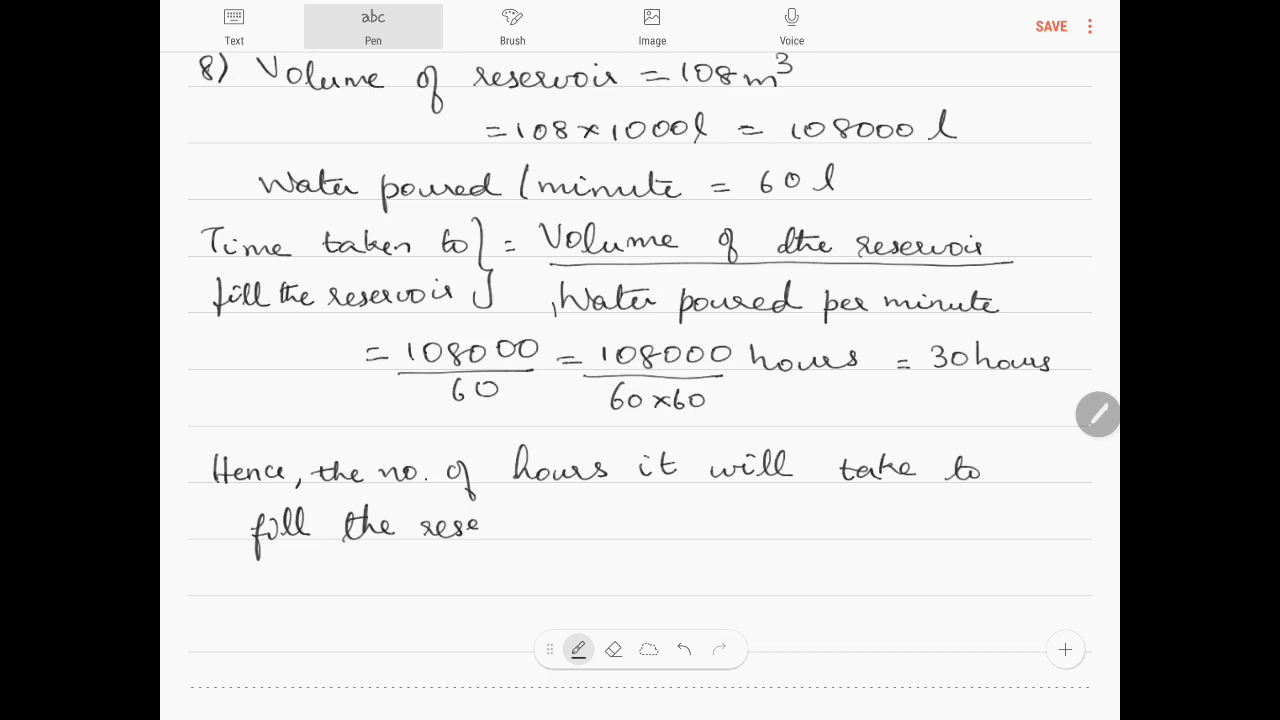 Text
abc
Pen
Brush
Image
Voice
SAVE
8) Volume of reservoir = 108 m³
= 108 × 1000 l = 108000 l
Water poured / minute = 60 l
Time taken to } = Volume of the reservoir
fill the reservoir } Water poured per minute
= 108000 = 108000 hours = 30 hours
60 60 × 60
Hence, the no. of hours it will take to
fill the rese